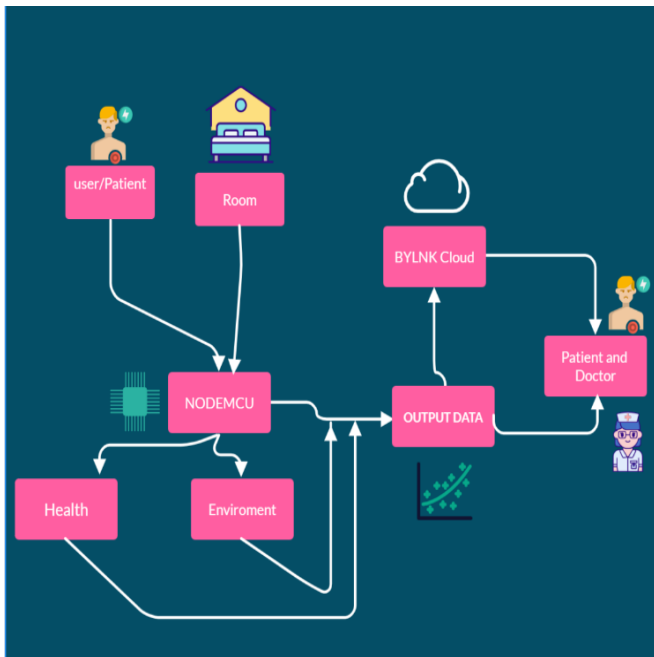 user/Patient
Room
BYLNK Cloud
Patient and
Doctor
NODEMCU
OUTPUT DATA
Health
Enviroment